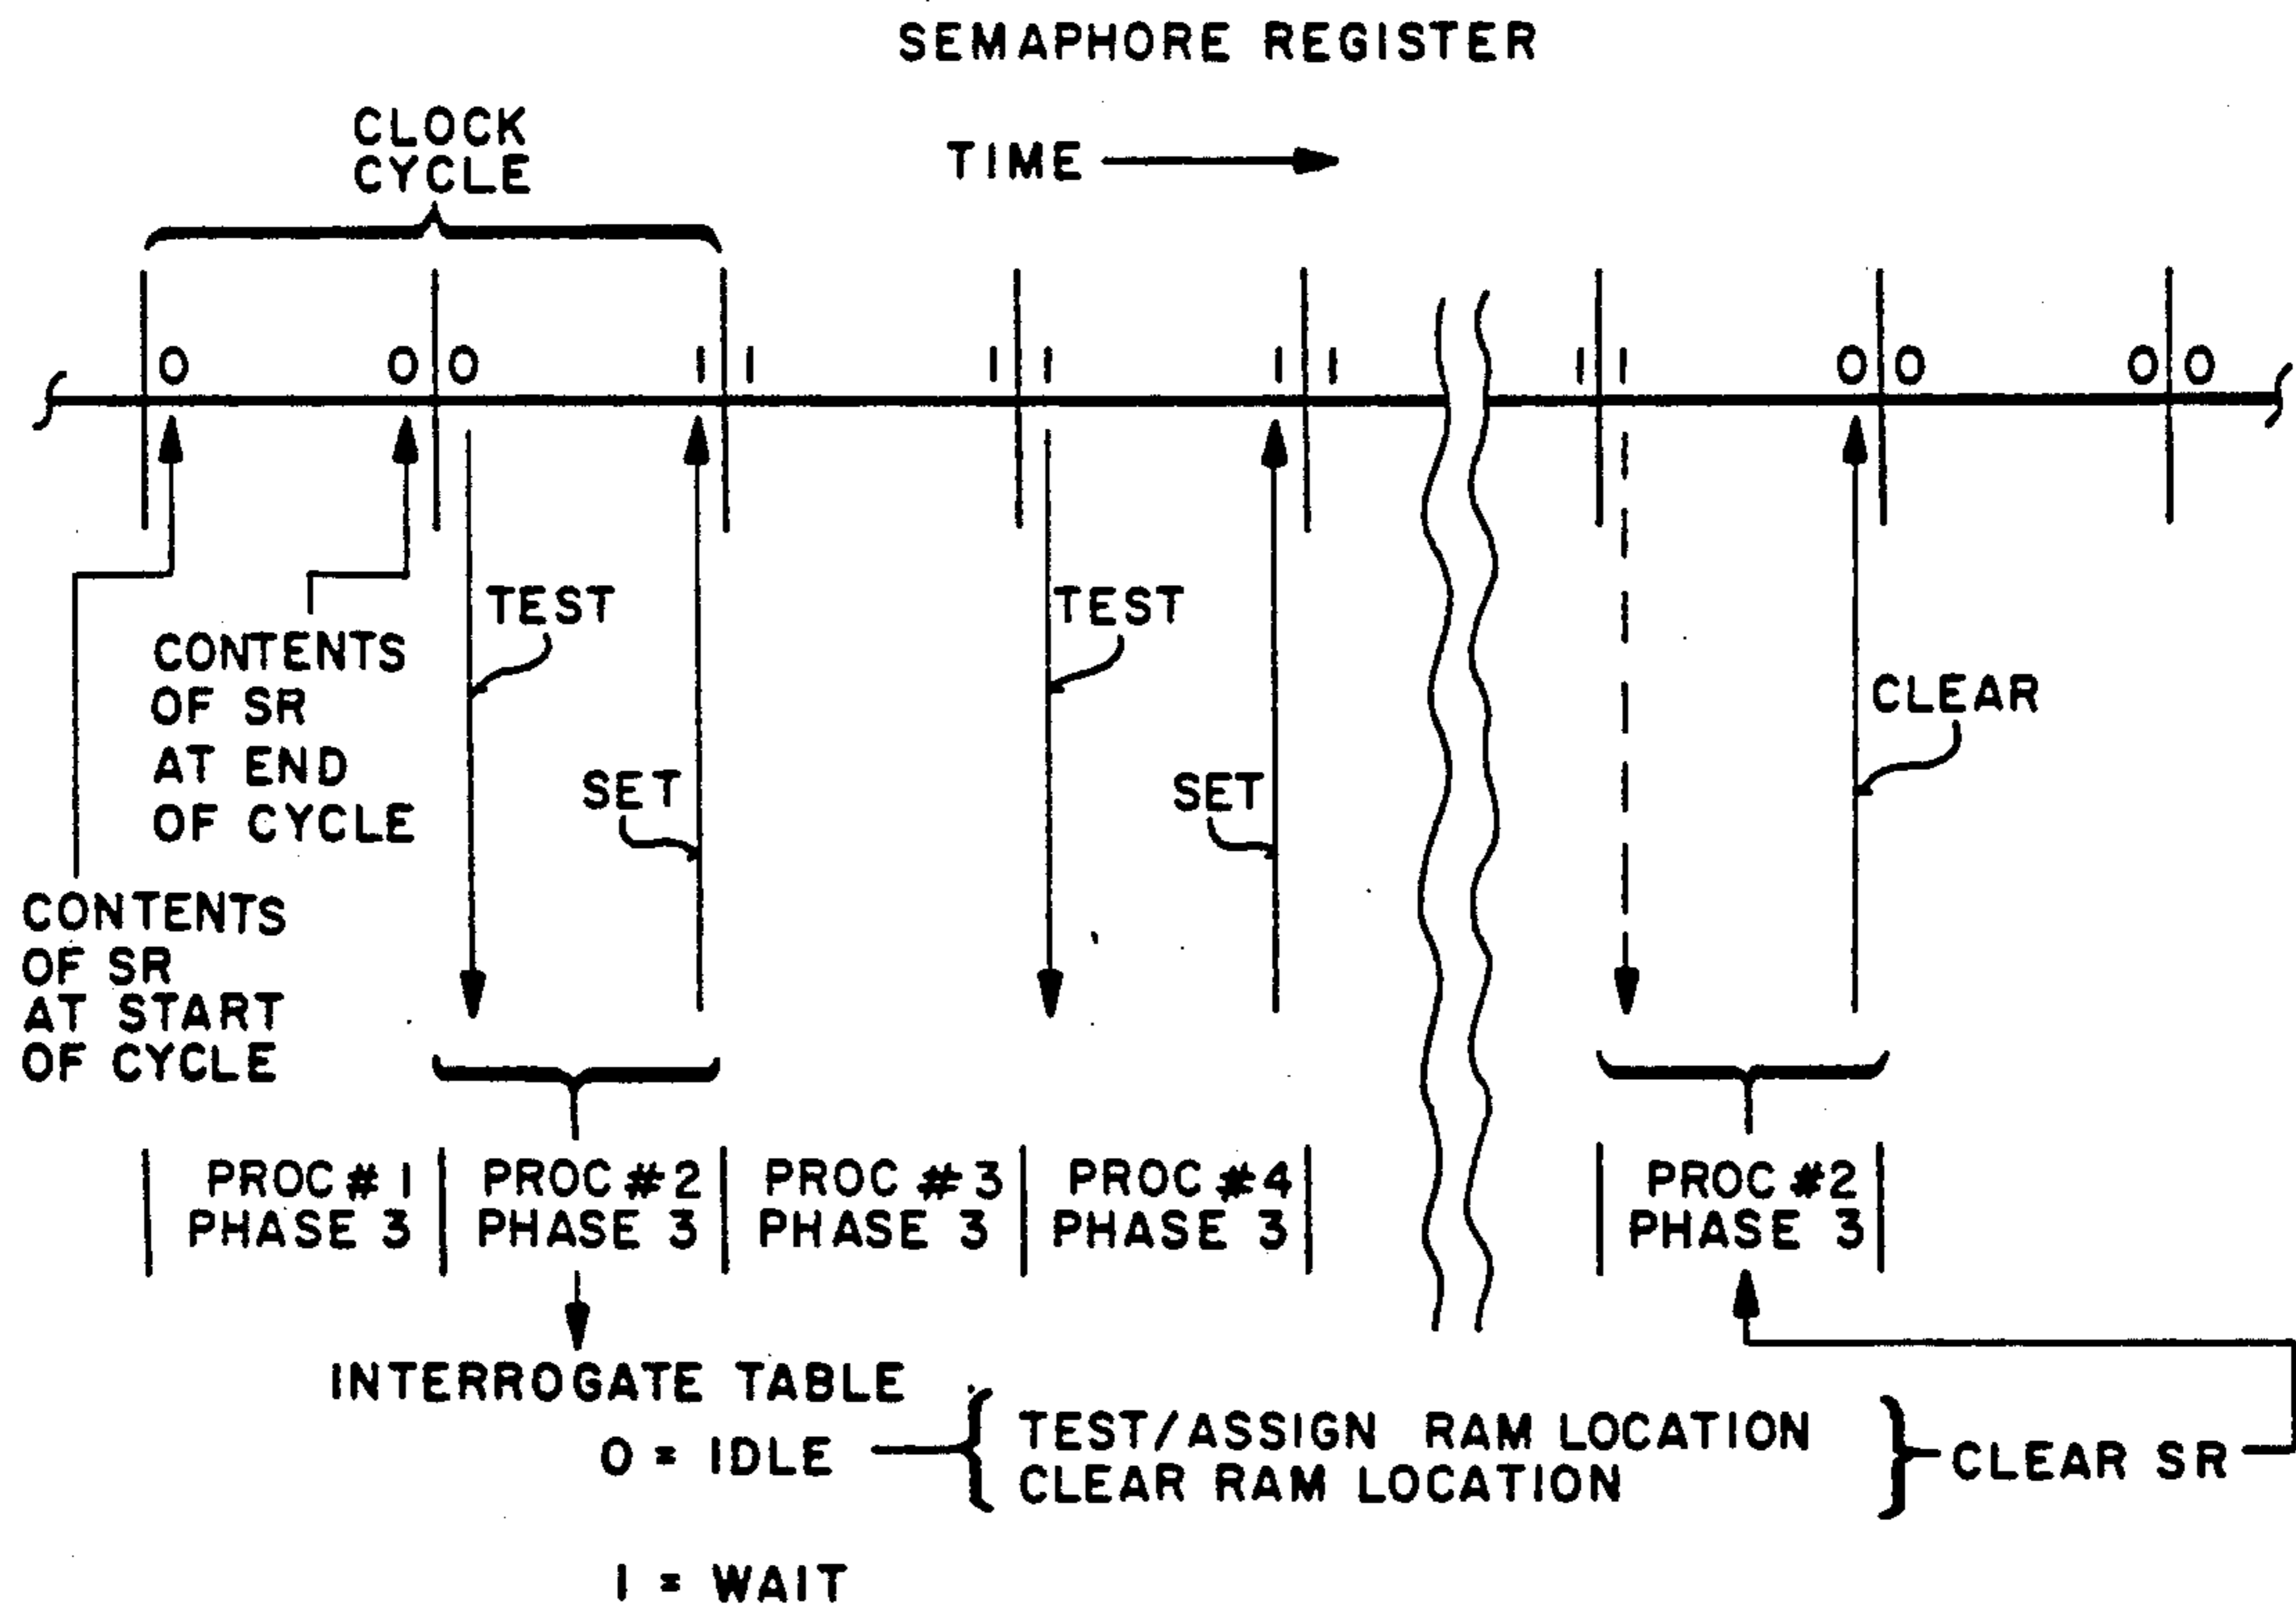 SEMAPHORE REGISTER
CLOCK
CYCLE
TIME
0 0 0 1 1 1 1 1 1 1 1 0 0 0 0
TEST
SET
TEST
SET
CLEAR
CONTENTS
OF SR
AT END
OF CYCLE
CONTENTS
OF SR
AT START
OF CYCLE
PROC #1
PHASE 3
PROC #2
PHASE 3
PROC #3
PHASE 3
PROC #4
PHASE 3
PROC #2
PHASE 3
INTERROGATE TABLE
0 = IDLE
TEST/ASSIGN RAM LOCATION
CLEAR RAM LOCATION
CLEAR SR
1 = WAIT